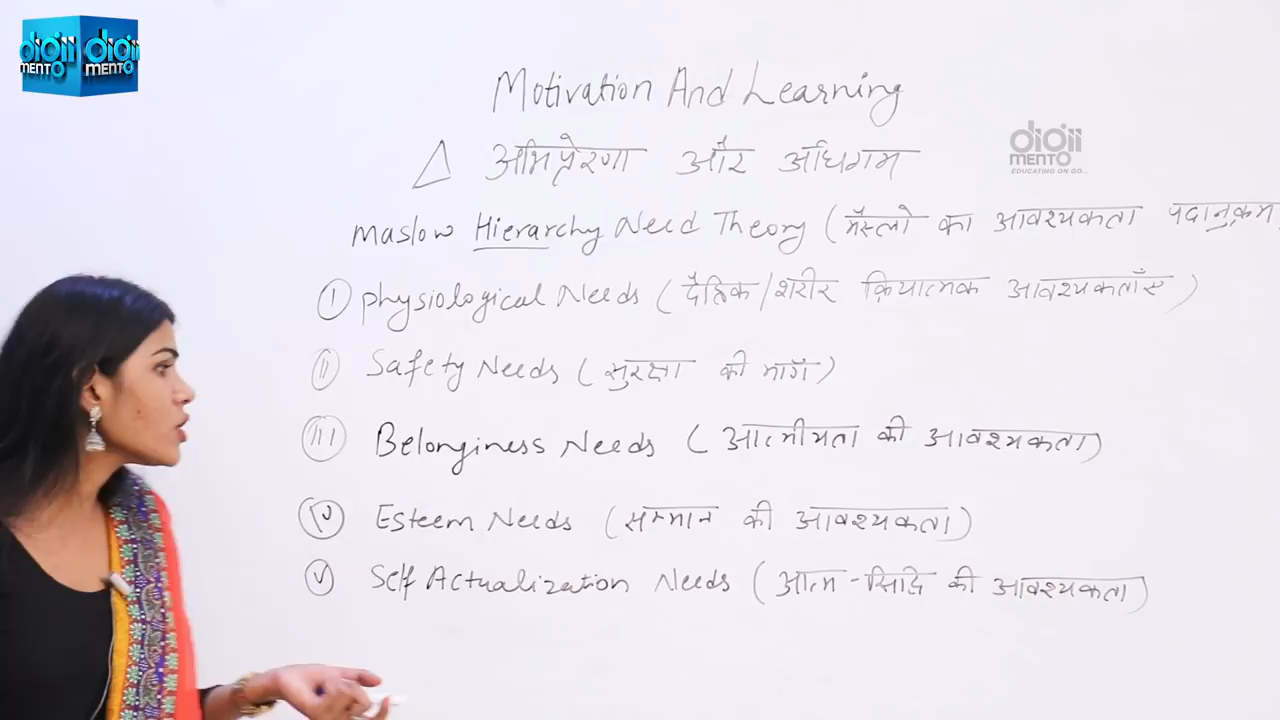 digii digii
MENTO MENTO
Motivation And Learning
digii
MENTO
EDUCATING ON GO...
△ अभिप्रेरणा और अधिगम
Maslow Hierarchy Need Theory (मैस्लो का आवश्यकता पदानुक्रम
(I) Physiological Needs (दैहिक/शरीर क्रियात्मक आवश्यकताएँ)
(II) Safety Needs (सुरक्षा की माँग)
(III) Belonginess Needs (आत्मीयता की आवश्यकता)
(IV) Esteem Needs (सम्मान की आवश्यकता)
(V) Self Actualization Needs (आत्म-सिद्धि की आवश्यकता)